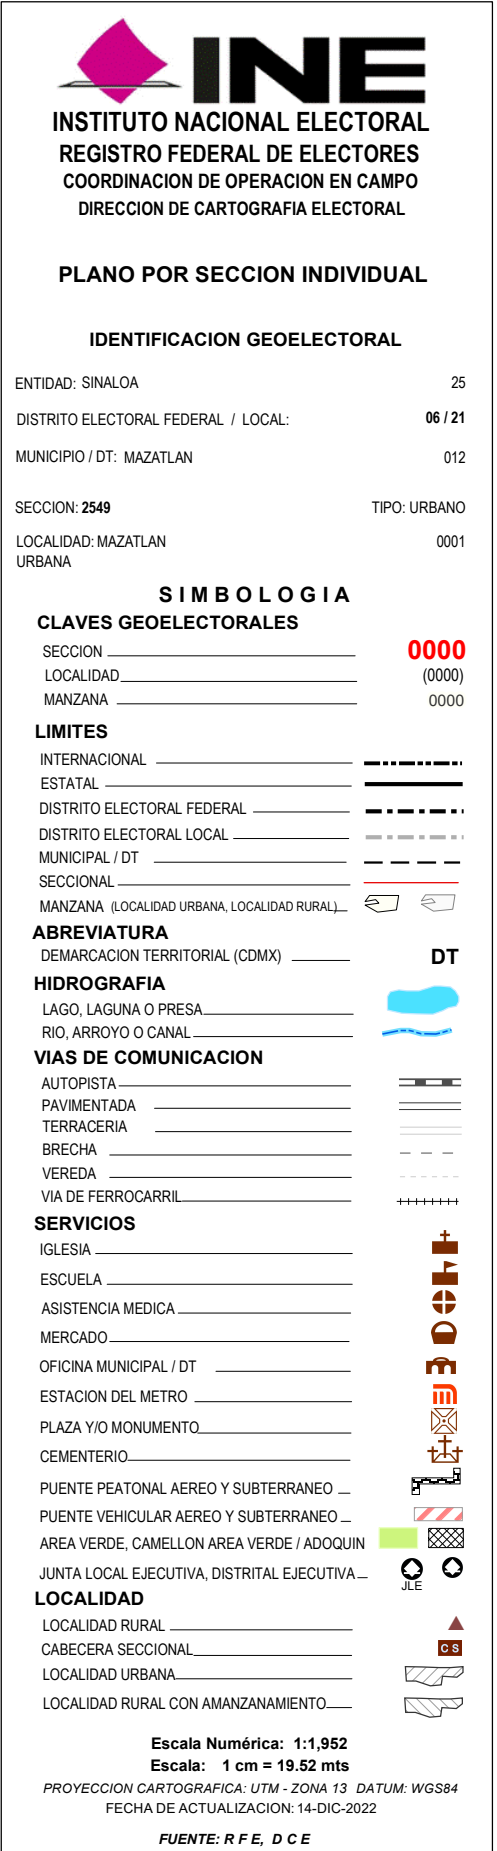 INE
INSTITUTO NACIONAL ELECTORAL
REGISTRO FEDERAL DE ELECTORES
COORDINACION DE OPERACION EN CAMPO
DIRECCION DE CARTOGRAFIA ELECTORAL
PLANO POR SECCION INDIVIDUAL
IDENTIFICACION GEOELECTORAL
ENTIDAD: SINALOA 25
DISTRITO ELECTORAL FEDERAL / LOCAL: 06 / 21
MUNICIPIO / DT: MAZATLAN 012
SECCION: 2549 TIPO: URBANO
LOCALIDAD: MAZATLAN 0001
URBANA
SIMBOLOGIA
CLAVES GEOELECTORALES
SECCION 0000
LOCALIDAD (0000)
MANZANA 0000
LIMITES
INTERNACIONAL
ESTATAL
DISTRITO ELECTORAL FEDERAL
DISTRITO ELECTORAL LOCAL
MUNICIPAL / DT
SECCIONAL
MANZANA (LOCALIDAD URBANA, LOCALIDAD RURAL)
ABREVIATURA
DEMARCACION TERRITORIAL (CDMX) DT
HIDROGRAFIA
LAGO, LAGUNA O PRESA
RIO, ARROYO O CANAL
VIAS DE COMUNICACION
AUTOPISTA
PAVIMENTADA
TERRACERIA
BRECHA
VEREDA
VIA DE FERROCARRIL
SERVICIOS
IGLESIA
ESCUELA
ASISTENCIA MEDICA
MERCADO
OFICINA MUNICIPAL / DT
ESTACION DEL METRO
PLAZA Y/O MONUMENTO
CEMENTERIO
PUENTE PEATONAL AEREO Y SUBTERRANEO
PUENTE VEHICULAR AEREO Y SUBTERRANEO
AREA VERDE, CAMELLON AREA VERDE / ADOQUIN
JUNTA LOCAL EJECUTIVA, DISTRITAL EJECUTIVA
JLE
LOCALIDAD
LOCALIDAD RURAL
CABECERA SECCIONAL C S
LOCALIDAD URBANA
LOCALIDAD RURAL CON AMANZANAMIENTO
Escala Numérica: 1:1,952
Escala: 1 cm = 19.52 mts
PROYECCION CARTOGRAFICA: UTM - ZONA 13 DATUM: WGS84
FECHA DE ACTUALIZACION: 14-DIC-2022
FUENTE: R F E, D C E